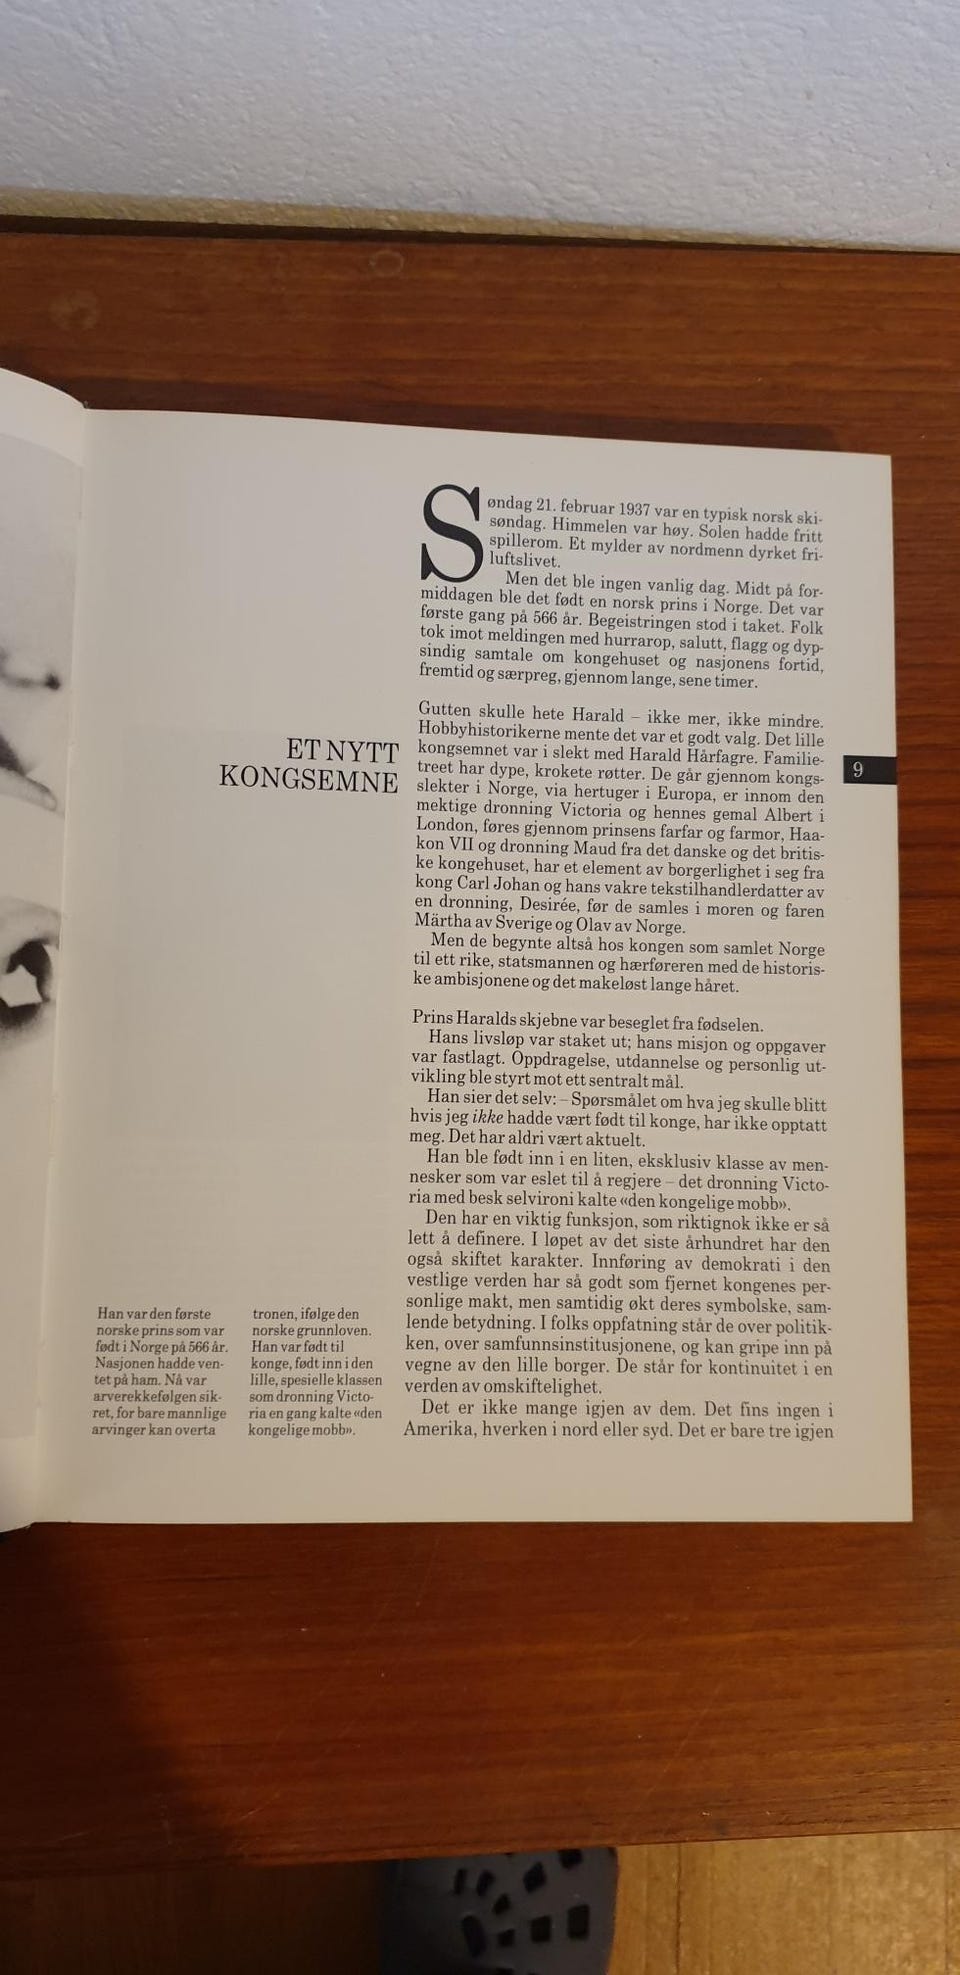 Søndag 21. februar 1937 var en typisk norsk ski-
søndag. Himmelen var høy. Solen hadde fritt
spillerom. Et mylder av nordmenn dyrket fri-
luftslivet.
Men det ble ingen vanlig dag. Midt på for-
middagen ble det født en norsk prins i Norge. Det var
første gang på 566 år. Begeistringen stod i taket. Folk
tok imot meldingen med hurrarop, salutt, flagg og dyp-
sindig samtale om kongehuset og nasjonens fortid,
fremtid og særpreg, gjennom lange, sene timer.
ET NYTT
KONGSEMNE
Gutten skulle hete Harald – ikke mer, ikke mindre.
Hobbyhistorikerne mente det var et godt valg. Det lille
kongsemnet var i slekt med Harald Hårfagre. Familie-
treet har dype, krokete røtter. De går gjennom kongs-
slekter i Norge, via hertuger i Europa, er innom den
mektige dronning Victoria og hennes gemal Albert i
London, føres gjennom prinsens farfar og farmor, Haa-
kon VII og dronning Maud fra det danske og det britis-
ke kongehuset, har et element av borgerlighet i seg fra
kong Carl Johan og hans vakre tekstilhandlerdatter av
en dronning, Desirée, før de samles i moren og faren
Märtha av Sverige og Olav av Norge.
Men de begynte altså hos kongen som samlet Norge
til ett rike, statsmannen og hærføreren med de historis-
ke ambisjonene og det makeløst lange håret.
9
Prins Haralds skjebne var beseglet fra fødselen.
Hans livsløp var staket ut; hans misjon og oppgaver
var fastlagt. Oppdragelse, utdannelse og personlig ut-
vikling ble styrt mot ett sentralt mål.
Han sier det selv: – Spørsmålet om hva jeg skulle blitt
hvis jeg ikke hadde vært født til konge, har ikke opptatt
meg. Det har aldri vært aktuelt.
Han ble født inn i en liten, eksklusiv klasse av men-
nesker som var eslet til å regjere – det dronning Victo-
ria med besk selvironi kalte «den kongelige mobb».
Den har en viktig funksjon, som riktignok ikke er så
lett å definere. I løpet av det siste århundret har den
også skiftet karakter. Innføring av demokrati i den
vestlige verden har så godt som fjernet kongenes per-
sonlige makt, men samtidig økt deres symbolske, sam-
lende betydning. I folks oppfatning står de over politik-
ken, over samfunnsinstitusjonene, og kan gripe inn på
vegne av den lille borger. De står for kontinuitet i en
verden av omskiftelighet.
Det er ikke mange igjen av dem. Det fins ingen i
Amerika, hverken i nord eller syd. Det er bare tre igjen
Han var den første
norske prins som var
født i Norge på 566 år.
Nasjonen hadde ven-
tet på ham. Nå var
arverekkefølgen sik-
ret, for bare mannlige
arvinger kan overta
tronen, ifølge den
norske grunnloven.
Han var født til
konge, født inn i den
lille, spesielle klassen
som dronning Victo-
ria en gang kalte «den
kongelige mobb».